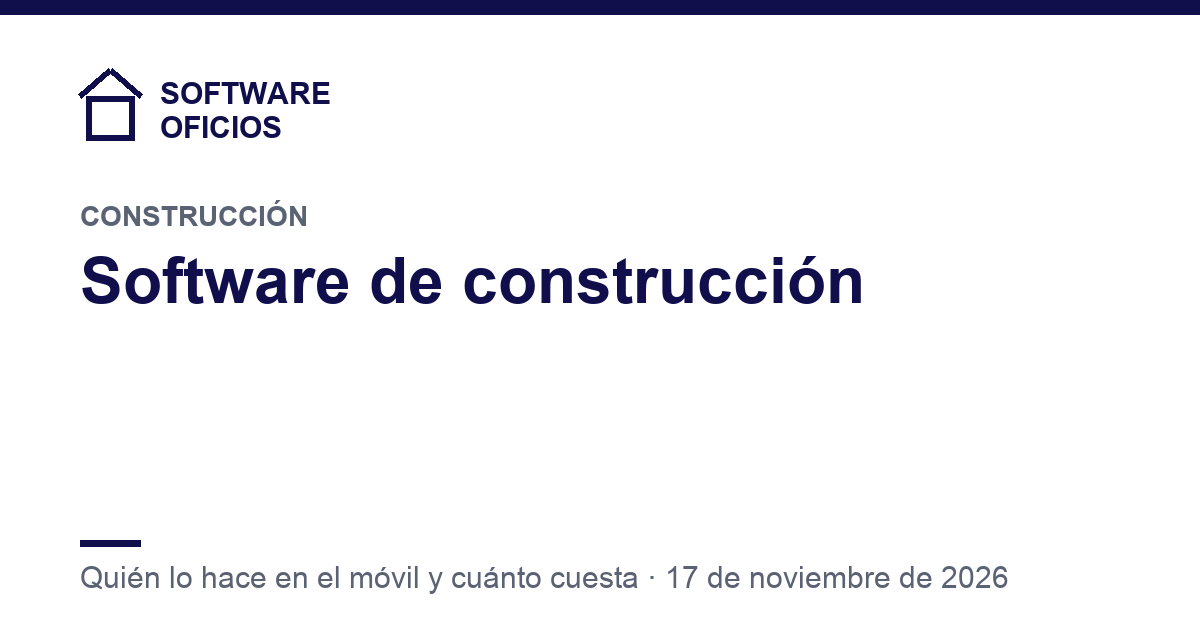 SOFTWARE
OFICIOS
CONSTRUCCIÓN
Software de construcción
Quién lo hace en el móvil y cuánto cuesta · 17 de noviembre de 2026